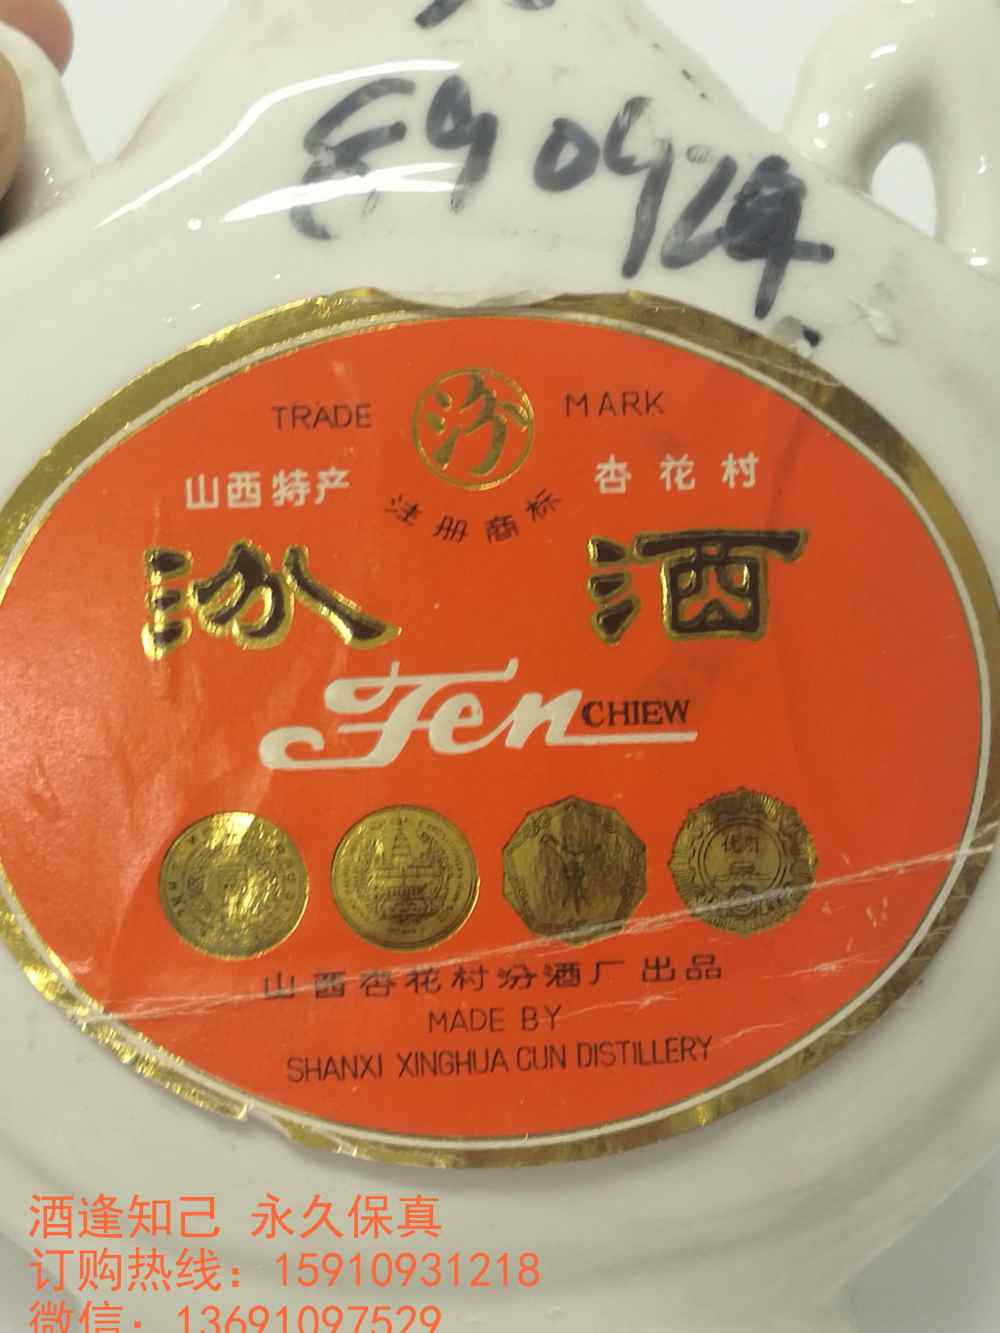 TRADE 汾 MARK
山西特产 注册商标 杏花村
汾酒
Fen CHIEW
优质
山西杏花村汾酒厂出品
MADE BY
SHANXI XINGHUA CUN DISTILLERY
酒逢知己 永久保真
订购热线：15910931218
微信：13691097529